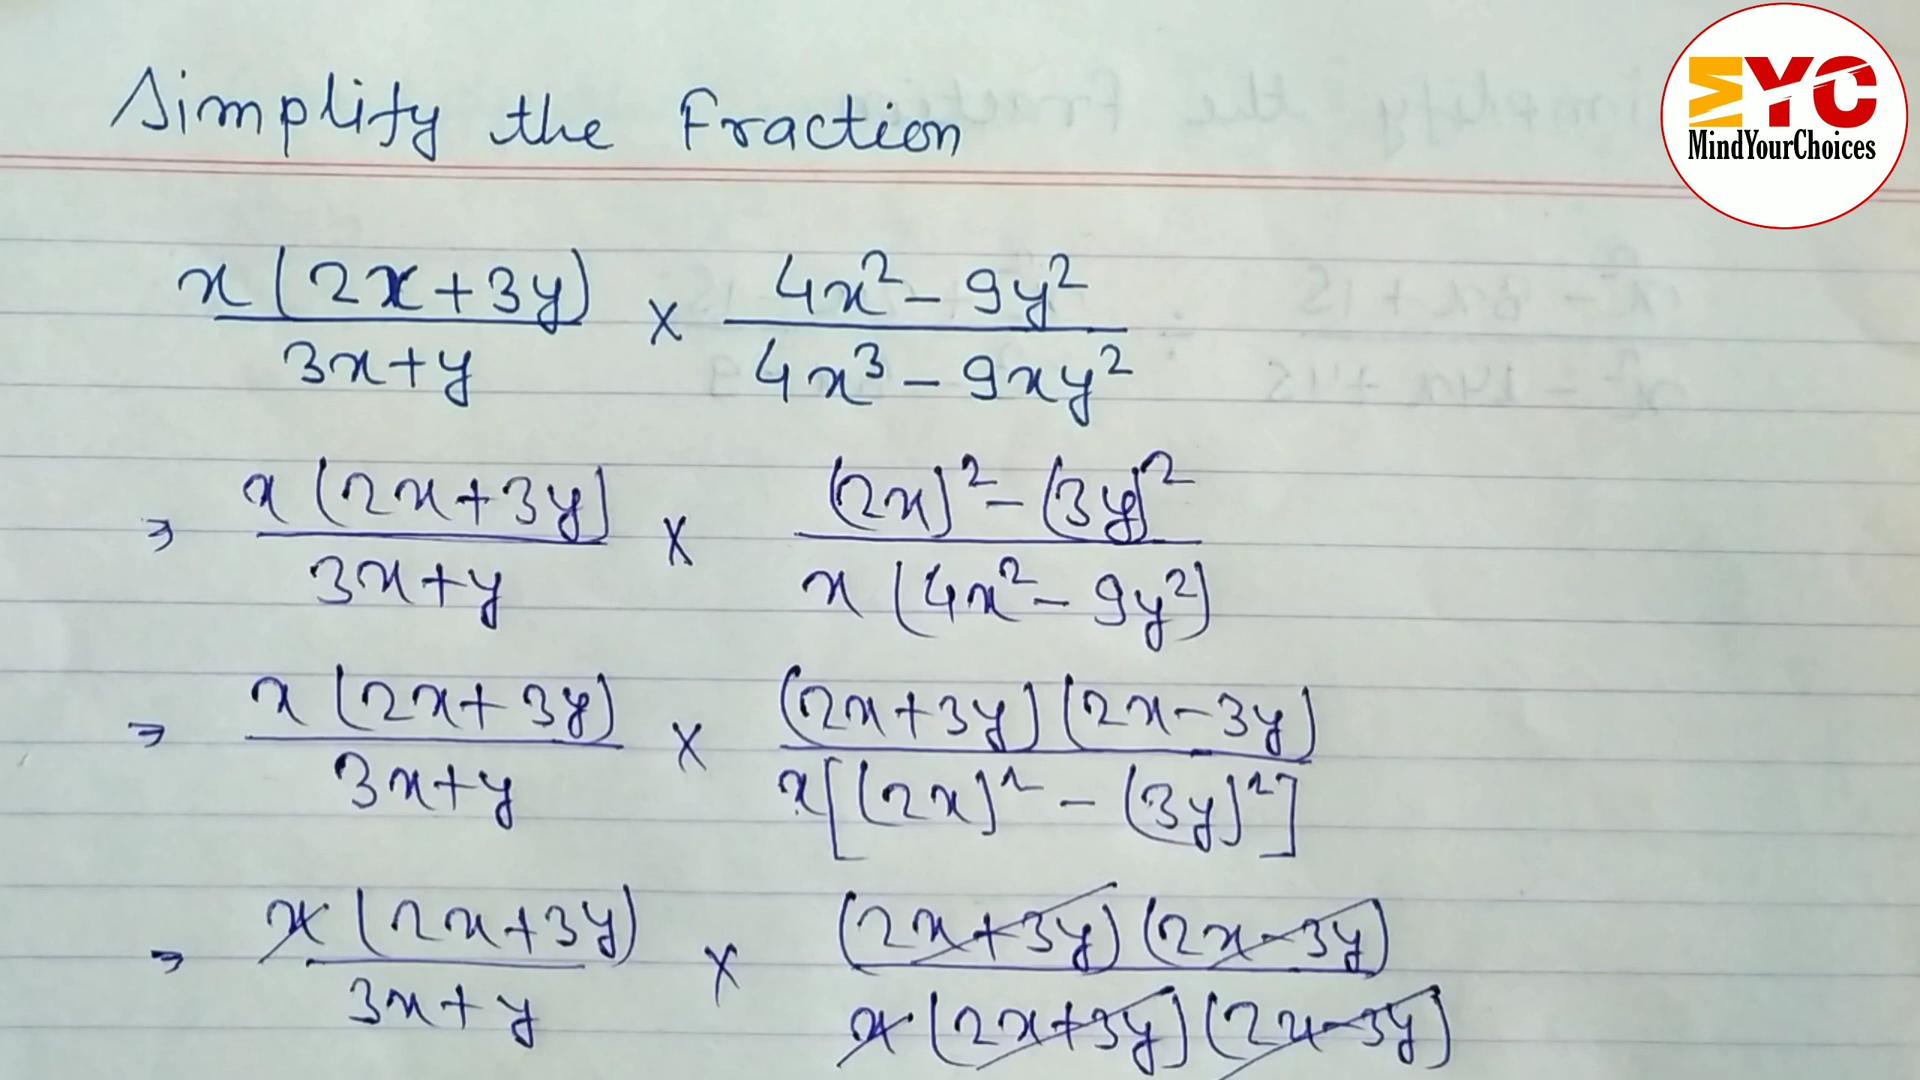 Simplify the Fraction
MYC
MindYourChoices
x(2x+3y)/3x+y × 4x²-9y²/4x³-9xy²
⇒ x(2x+3y)/3x+y × (2x)²-(3y)²/x(4x²-9y²)
⇒ x(2x+3y)/3x+y × (2x+3y)(2x-3y)/x[(2x)²-(3y)²]
⇒ x(2x+3y)/3x+y × (2x+3y)(2x-3y)/x(2x+3y)(2x-3y)